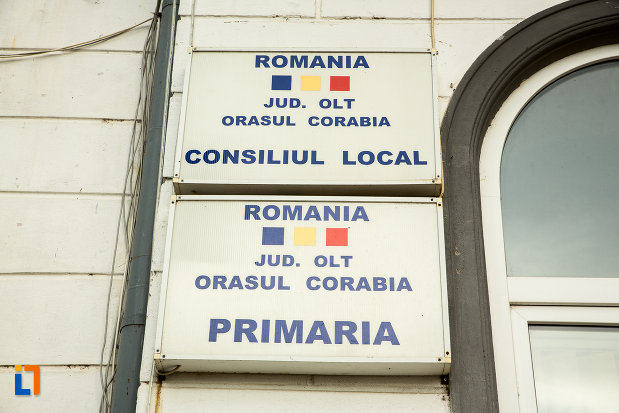 ROMANIA
JUD. OLT
ORASUL CORABIA
CONSILIUL LOCAL
ROMANIA
JUD. OLT
ORASUL CORABIA
PRIMARIA